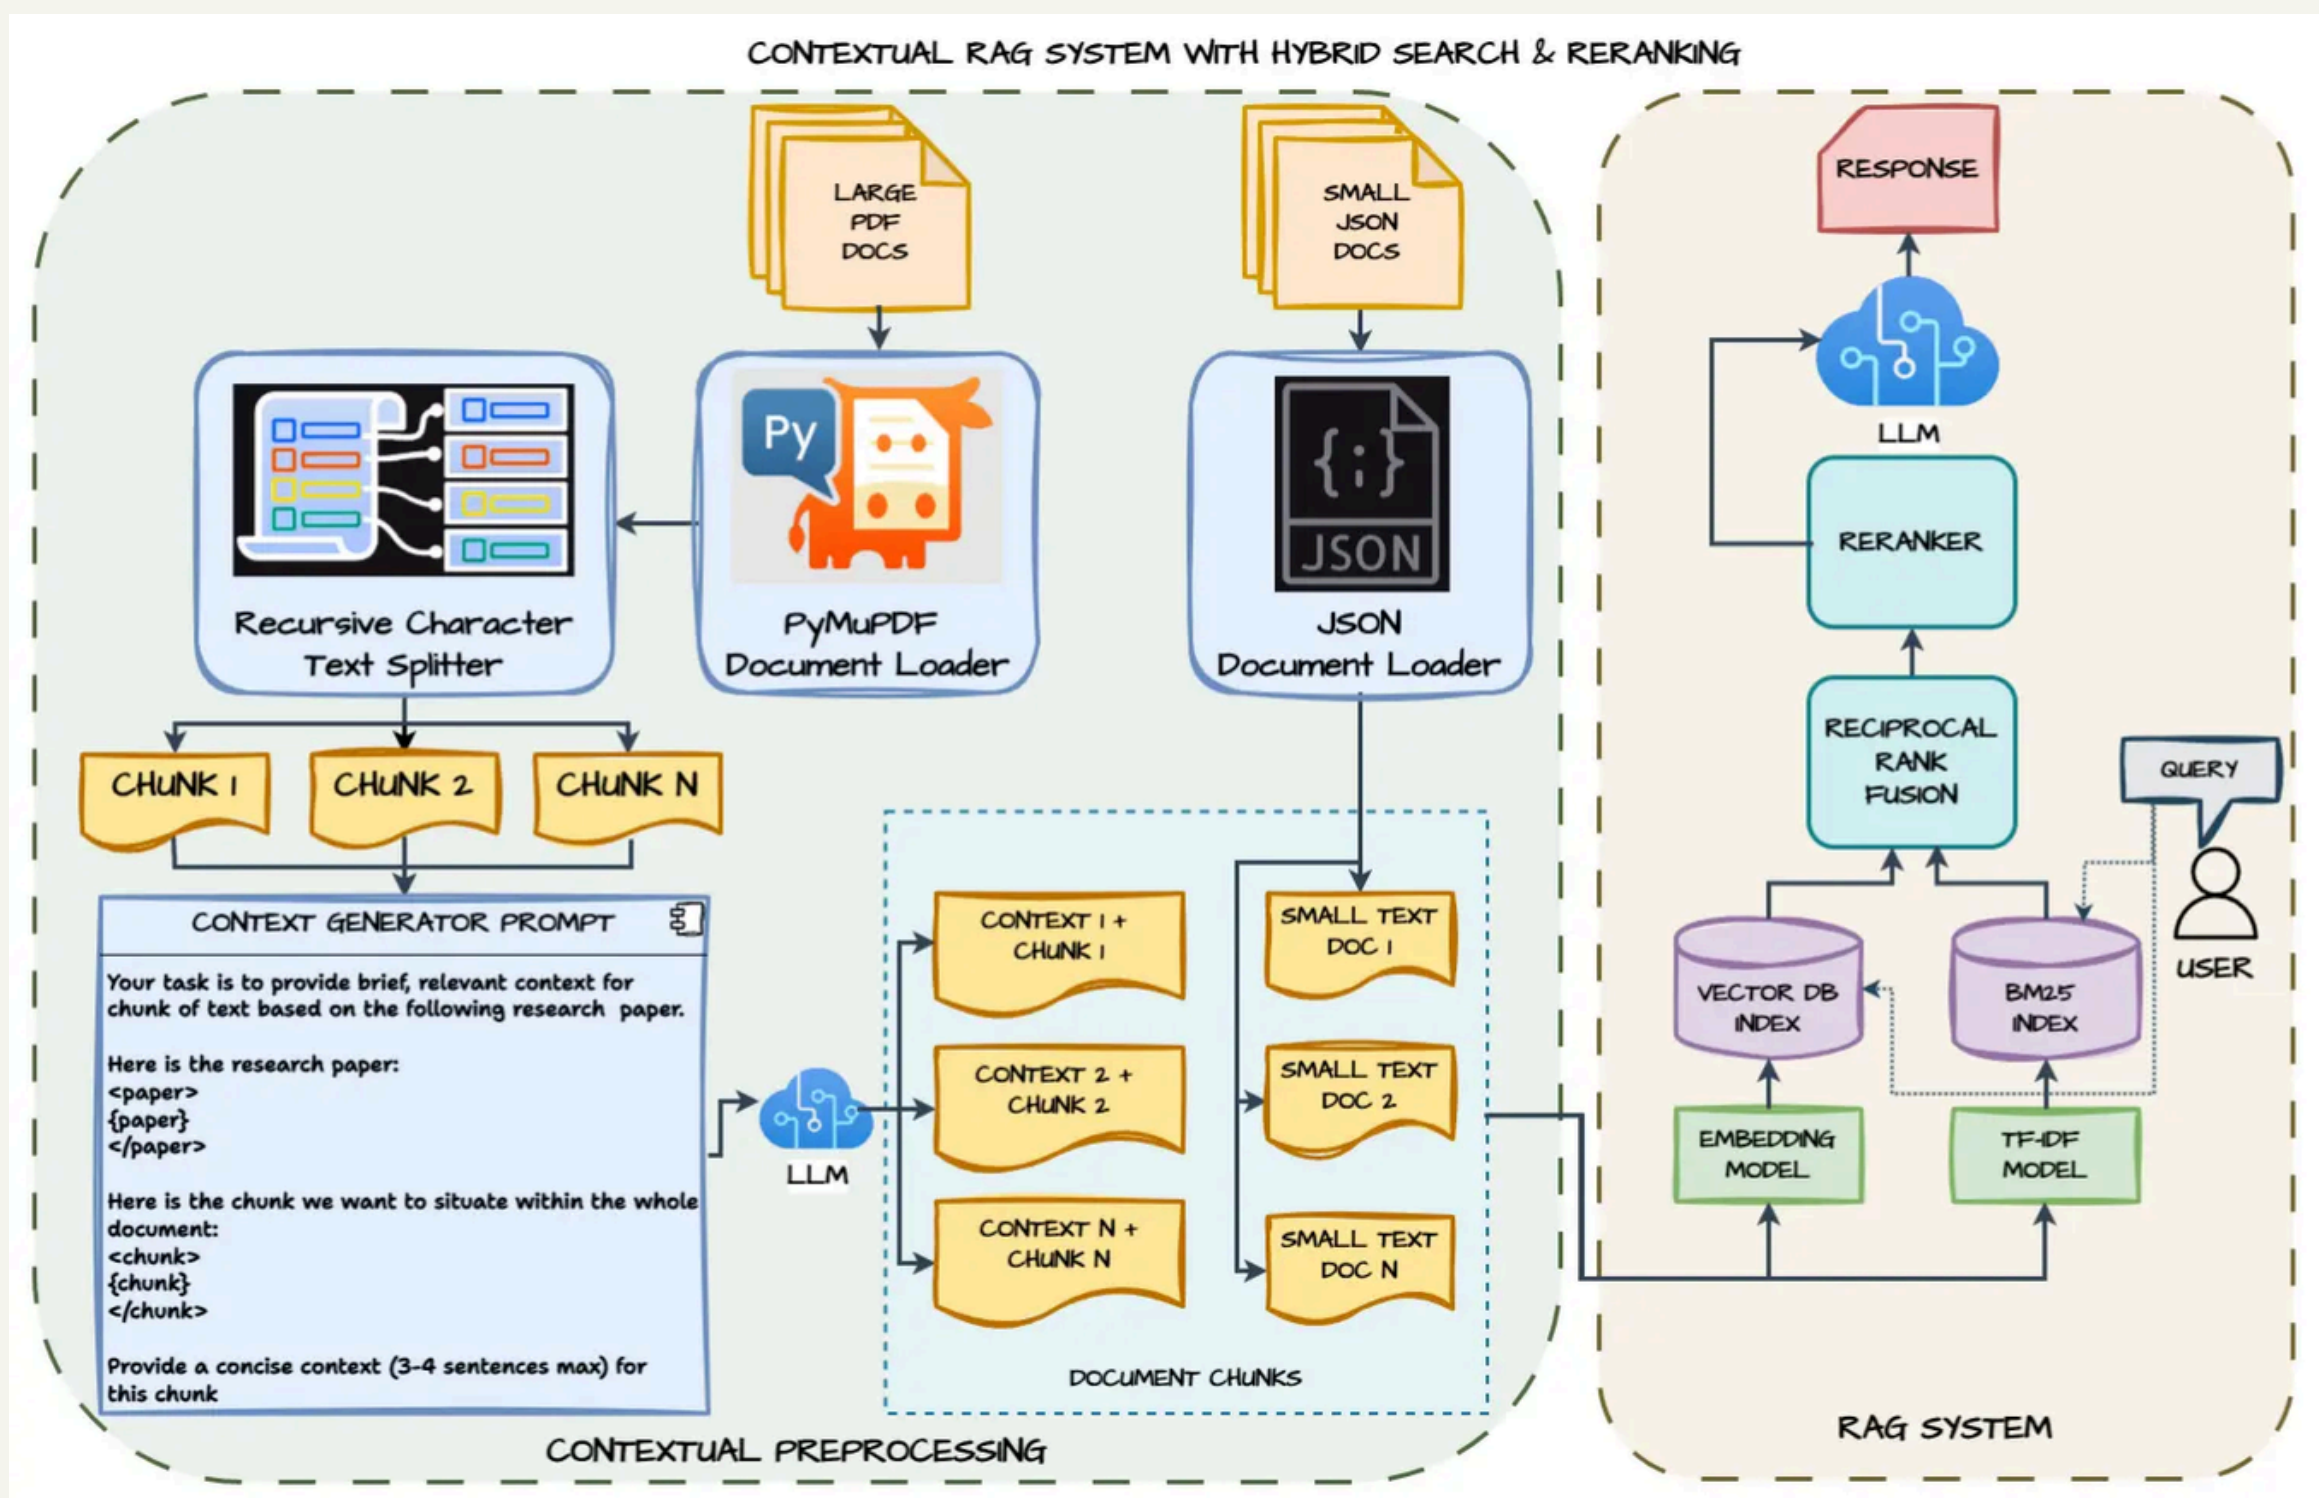 CONTEXTUAL RAG SYSTEM WITH HYBRID SEARCH & RERANKING
LARGE
PDF
DOCS
SMALL
JSON
DOCS
Recursive Character
Text Splitter
Py
PyMuPDF
Document Loader
{;}
JSON
JSON
Document Loader
CHUNK 1
CHUNK 2
CHUNK N
CONTEXT GENERATOR PROMPT
Your task is to provide brief, relevant context for
chunk of text based on the following research paper.
Here is the research paper:
<paper>
{paper}
</paper>
Here is the chunk we want to situate within the whole
document:
<chunk>
{chunk}
</chunk>
Provide a concise context (3-4 sentences max) for
this chunk
LLM
CONTEXT 1 +
CHUNK 1
CONTEXT 2 +
CHUNK 2
CONTEXT N +
CHUNK N
SMALL TEXT
DOC 1
SMALL TEXT
DOC 2
SMALL TEXT
DOC N
DOCUMENT CHUNKS
CONTEXTUAL PREPROCESSING
RESPONSE
LLM
RERANKER
RECIPROCAL
RANK
FUSION
QUERY
USER
VECTOR DB
INDEX
BM25
INDEX
EMBEDDING
MODEL
TF-IDF
MODEL
RAG SYSTEM